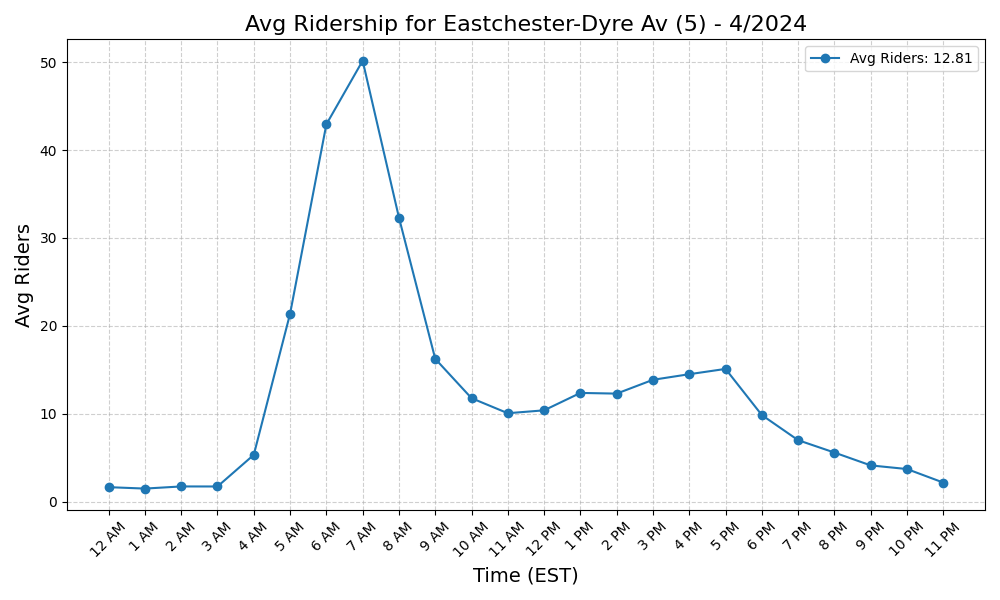 Avg Ridership for Eastchester-Dyre Av (5) - 4/2024
Avg Riders: 12.81
Avg Riders
50
40
30
20
10
0
12 AM
1 AM
2 AM
3 AM
4 AM
5 AM
6 AM
7 AM
8 AM
9 AM
10 AM
11 AM
12 PM
1 PM
2 PM
3 PM
4 PM
5 PM
6 PM
7 PM
8 PM
9 PM
10 PM
11 PM
Time (EST)